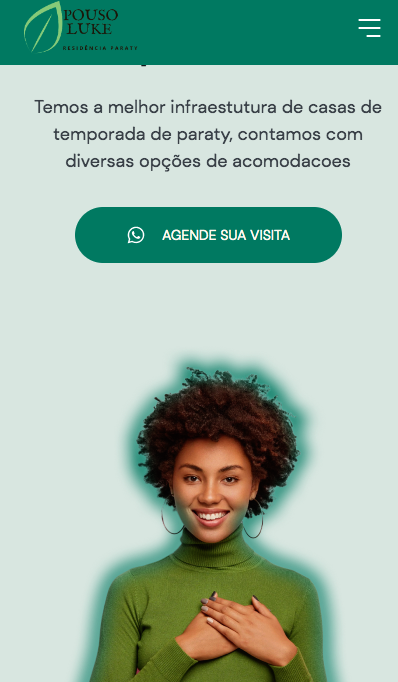 POUSO
LUKE
RESIDÊNCIA PARATY
Temos a melhor infraestutura de casas de
temporada de paraty, contamos com
diversas opções de acomodacoes
AGENDE SUA VISITA